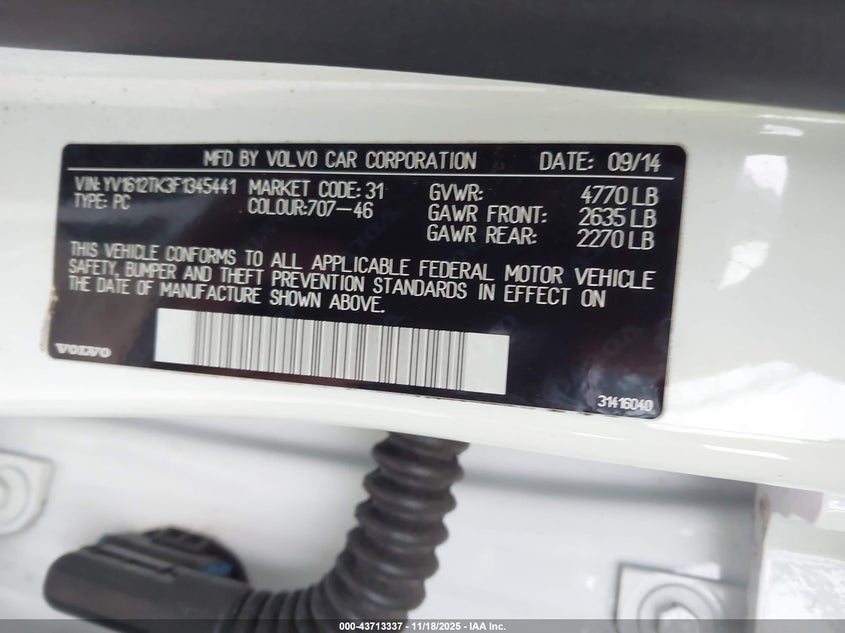 MFD BY VOLVO CAR CORPORATION DATE: 09/14
VIN: YV1612TK3F1345441 MARKET CODE: 31 GVWR: 4770 LB
TYPE: PC COLOUR:707-46 GAWR FRONT: 2635 LB
GAWR REAR: 2270 LB
THIS VEHICLE CONFORMS TO ALL APPLICABLE FEDERAL MOTOR VEHICLE
SAFETY, BUMPER AND THEFT PREVENTION STANDARDS IN EFFECT ON
THE DATE OF MANUFACTURE SHOWN ABOVE.
VOLVO
31416040
000-43713337 - 11/18/2025 - IAA Inc.